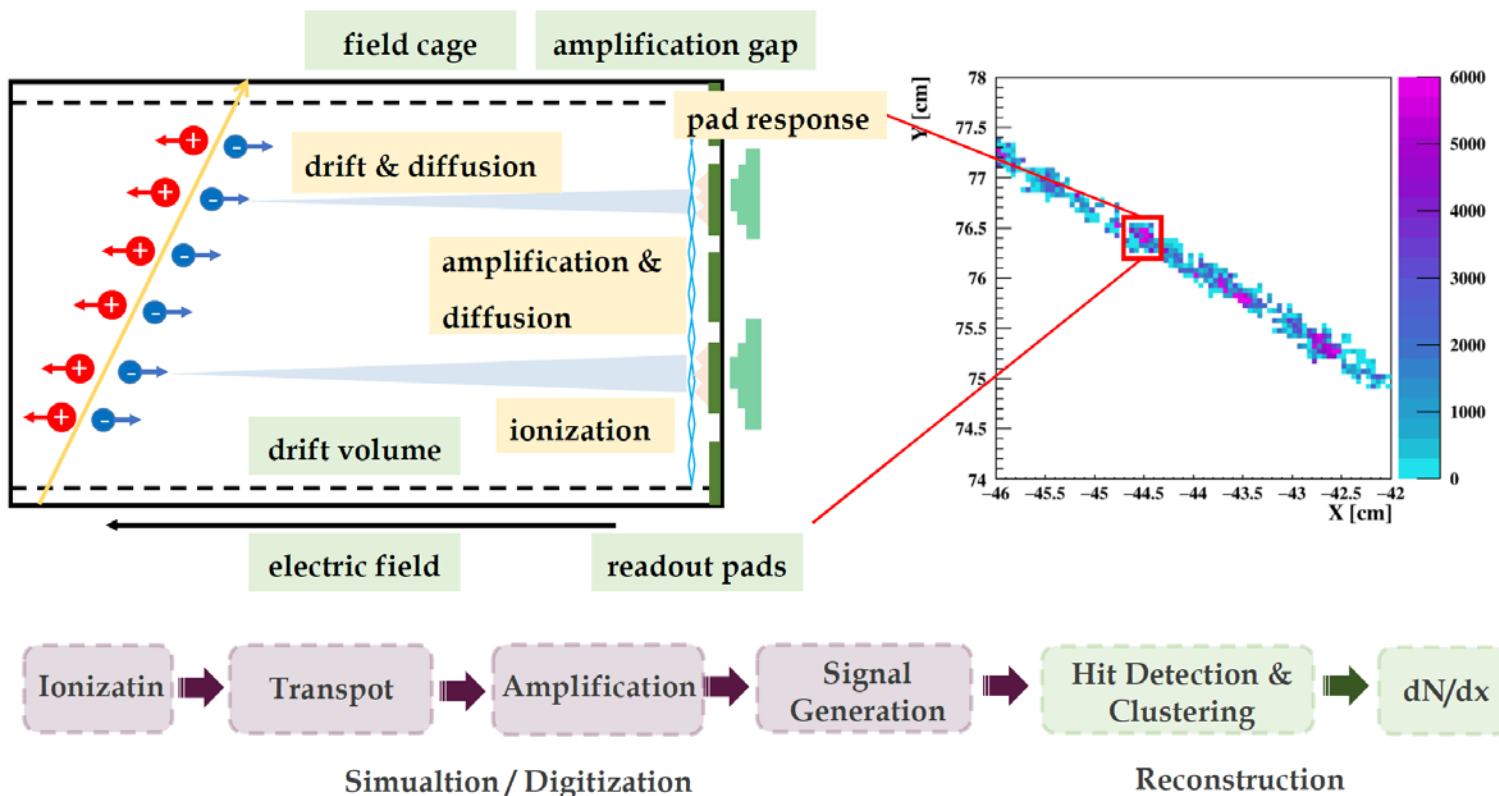 field cage
amplification gap
pad response
drift & diffusion
amplification &
diffusion
ionization
drift volume
electric field
readout pads
+
-
+
-
+
-
+
-
+
-
+
-
Y [cm]
78
77.5
77
76.5
76
75.5
75
74.5
74
−46
−45.5
−45
−44.5
−44
−43.5
−43
−42.5
−42
X [cm]
6000
5000
4000
3000
2000
1000
0
Ionizatin
Transpot
Amplification
Signal
Generation
Hit Detection &
Clustering
dN/dx
Simualtion / Digitization
Reconstruction